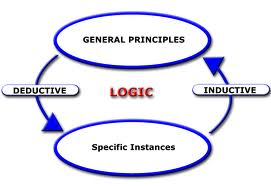 GENERAL PRINCIPLES
DEDUCTIVE
LOGIC
INDUCTIVE
Specific Instances